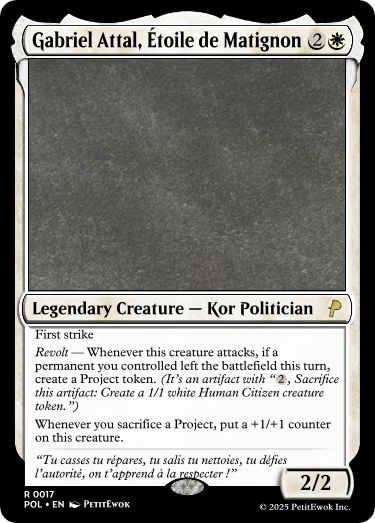 Gabriel Attal, Étoile de Matignon 2
Legendary Creature — Kor Politician
First strike
Revolt — Whenever this creature attacks, if a
permanent you controlled left the battlefield this turn,
create a Project token. (It's an artifact with “2, Sacrifice
this artifact: Create a 1/1 white Human Citizen creature
token.”)
Whenever you sacrifice a Project, put a +1/+1 counter
on this creature.
“Tu casses tu répares, tu salis tu nettoies, tu défies
l'autorité, on t'apprend à la respecter !”
2/2
R 0017
POL • EN PetitEwok
© 2025 PetitEwok Inc.